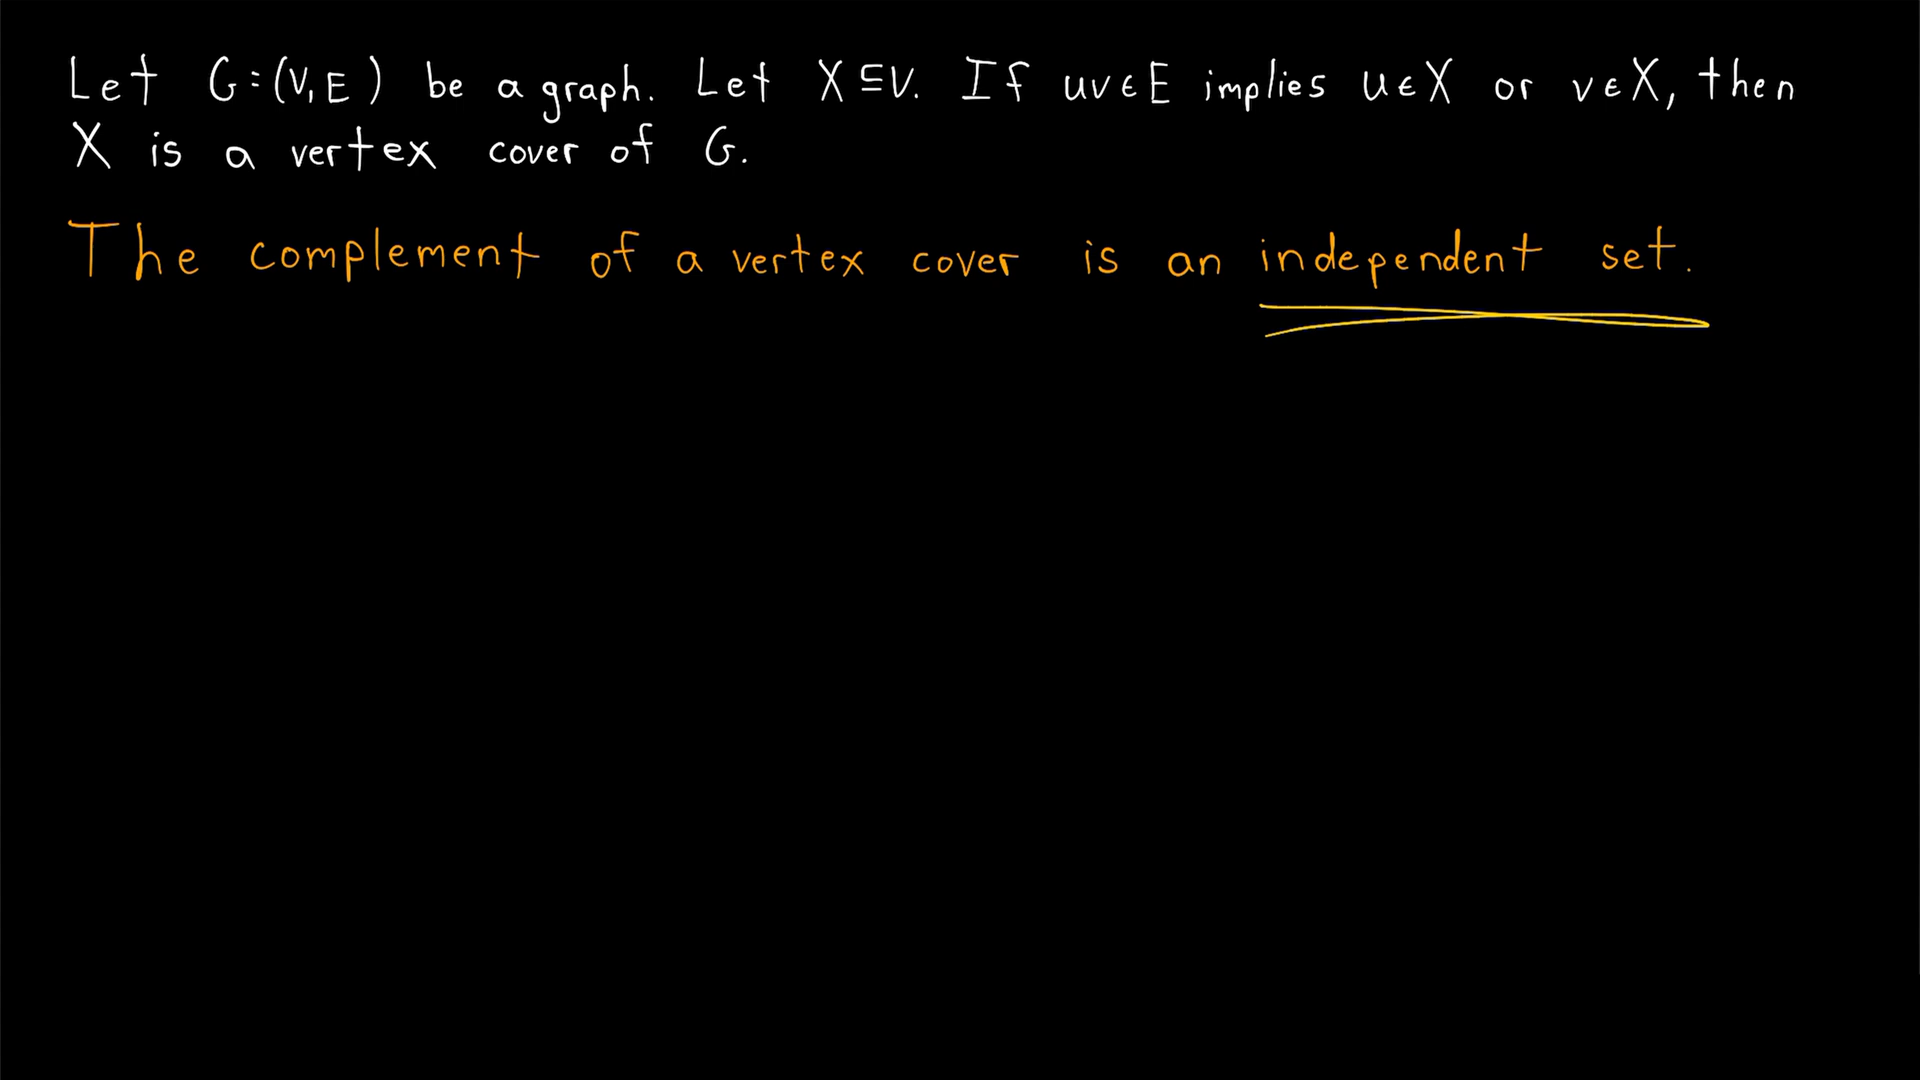 Let G=(V,E) be a graph. Let X⊆V. If uv∈E implies u∈X or v∈X, then
X is a vertex cover of G.
The complement of a vertex cover is an independent set.